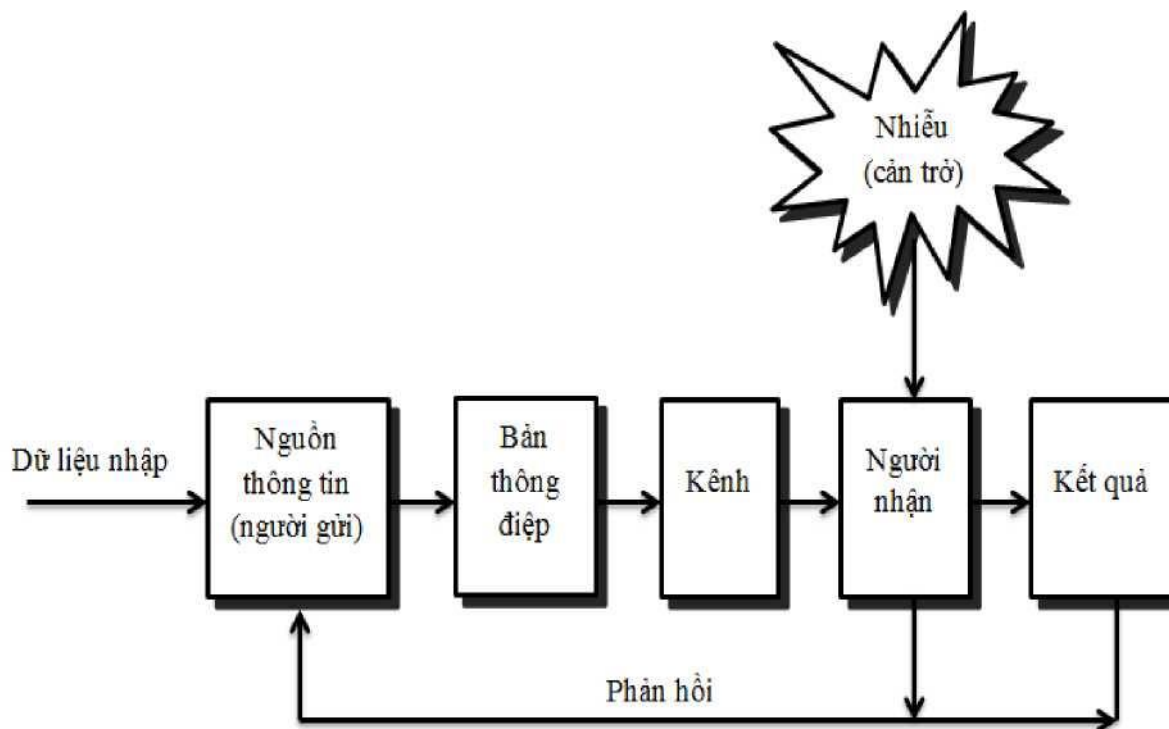 Nhiễu
(cản trở)
Dữ liệu nhập
Nguồn
thông tin
(người gửi)
Bản
thông
điệp
Kênh
Người
nhận
Kết quả
Phản hồi